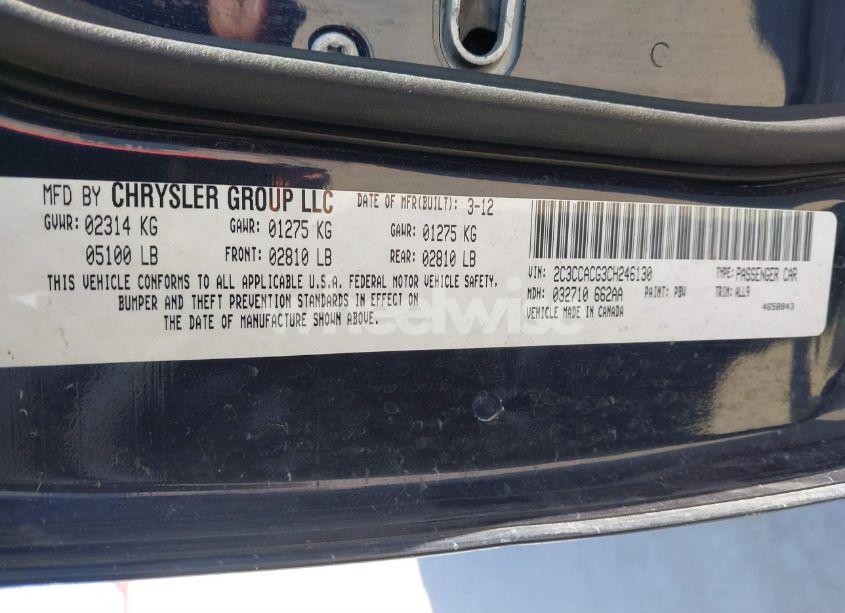 MFD BY CHRYSLER GROUP LLC DATE OF MFR(BUILT): 3-12
GVWR: 02314 KG GAWR: 01275 KG GAWR: 01275 KG
05100 LB FRONT: 02810 LB REAR: 02810 LB
THIS VEHICLE CONFORMS TO ALL APPLICABLE U.S.A. FEDERAL MOTOR VEHICLE SAFETY,
BUMPER AND THEFT PREVENTION STANDARDS IN EFFECT ON
THE DATE OF MANUFACTURE SHOWN ABOVE.
VIN: 2C3CCACG3CH246130 TYPE: PASSENGER CAR
MDH: 032710 662AA PAINT: PBV TRIM: ALL9
VEHICLE MADE IN CANADA 4658843
wheelwise